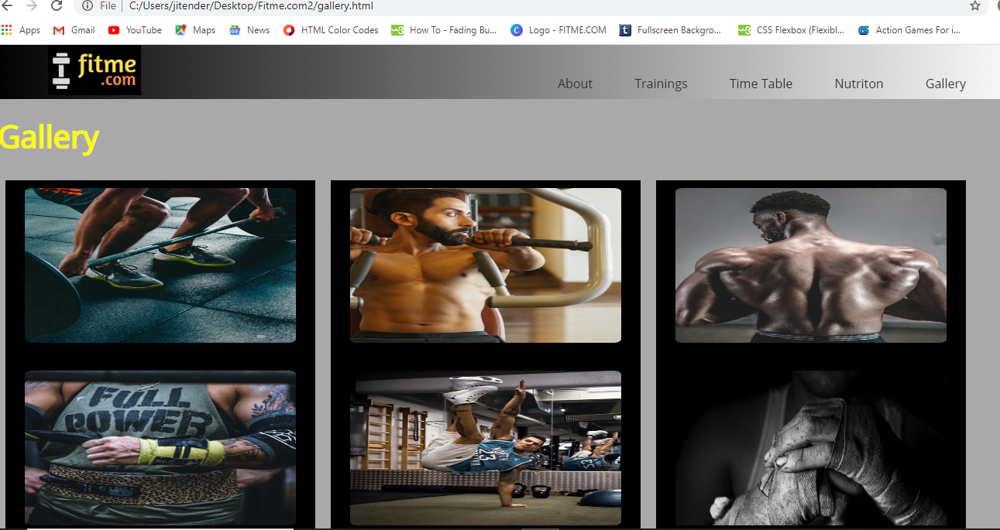 File C:/Users/jitender/Desktop/Fitme.com2/gallery.html
Apps Gmail YouTube Maps News HTML Color Codes How To - Fading Bu... Logo - FITME.COM Fullscreen Backgro... CSS Flexbox (Flexibl... Action Games For i...
fitme
.com
About Trainings Time Table Nutriton Gallery
Gallery
FULL
POWER
23